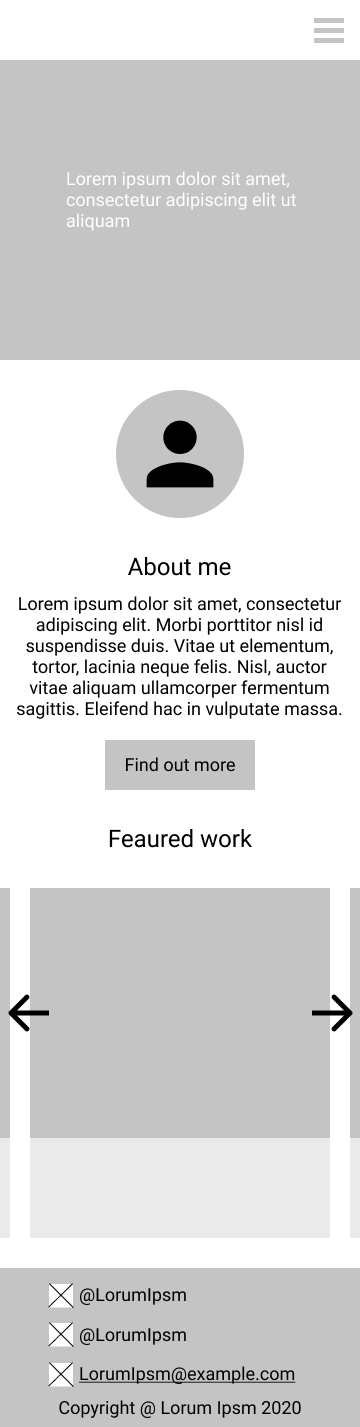 Lorem ipsum dolor sit amet,
consectetur adipiscing elit ut
aliquam
About me
Lorem ipsum dolor sit amet, consectetur
adipiscing elit. Morbi porttitor nisl id
suspendisse duis. Vitae ut elementum,
tortor, lacinia neque felis. Nisl, auctor
vitae aliquam ullamcorper fermentum
sagittis. Eleifend hac in vulputate massa.
Find out more
Feaured work
@LorumIpsm
@LorumIpsm
LorumIpsm@example.com
Copyright @ Lorum Ipsm 2020